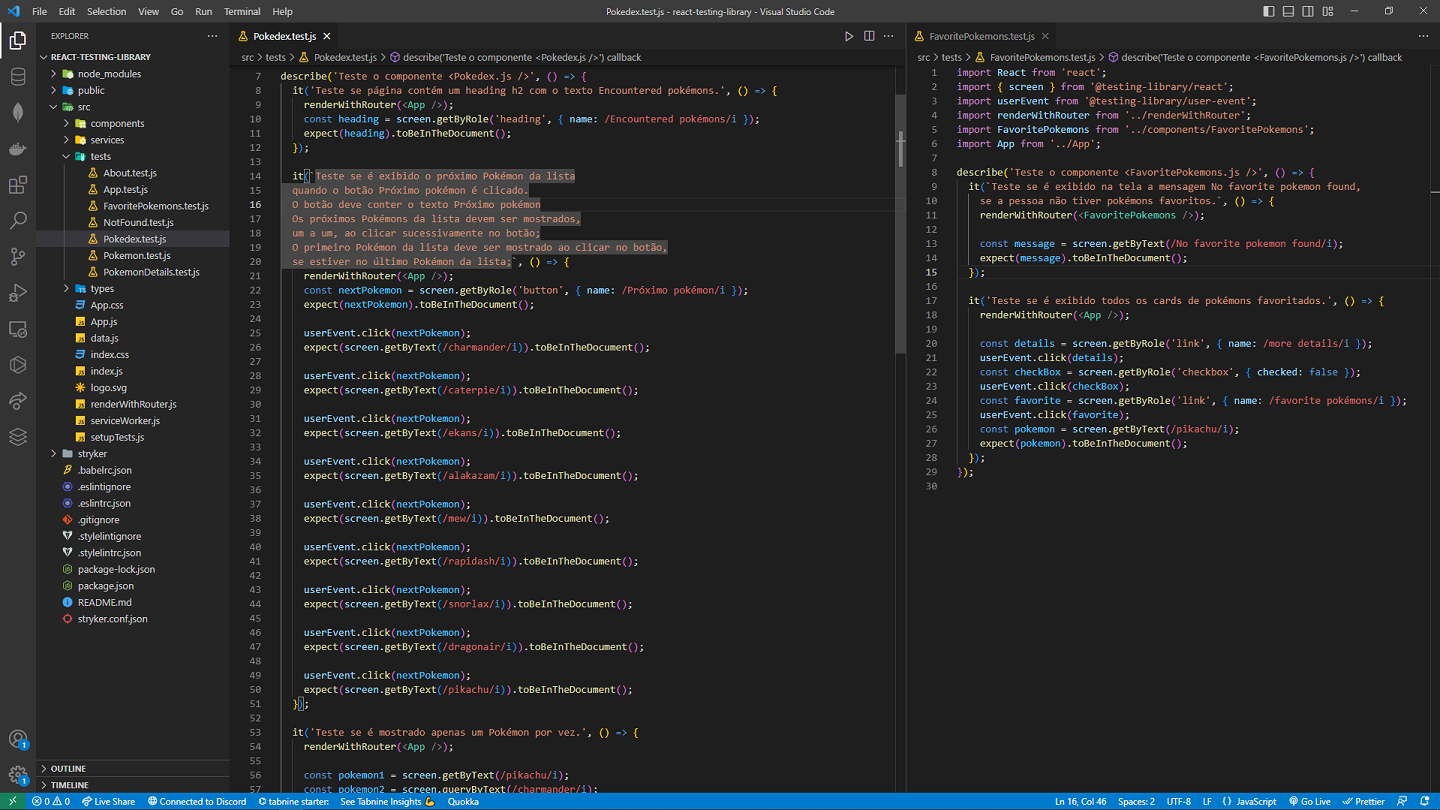 File Edit Selection View Go Run Terminal Help
Pokedex.test.js - react-testing-library - Visual Studio Code
EXPLORER
REACT-TESTING-LIBRARY
node_modules
public
src
components
services
tests
About.test.js
App.test.js
FavoritePokemons.test.js
NotFound.test.js
Pokedex.test.js
Pokemon.test.js
PokemonDetails.test.js
types
App.css
App.js
data.js
index.css
index.js
logo.svg
renderWithRouter.js
serviceWorker.js
setupTests.js
stryker
.babelrc.json
.eslintignore
.eslintrc.json
.gitignore
.stylelintignore
.stylelintrc.json
package-lock.json
package.json
README.md
stryker.conf.json
OUTLINE
TIMELINE
Pokedex.test.js
src > tests > Pokedex.test.js > describe('Teste o componente <Pokedex.js />') callback
7 describe('Teste o componente <Pokedex.js />', () => {
8 it('Teste se página contém um heading h2 com o texto Encountered pokémons.', () => {
9 renderWithRouter(<App />);
10 const heading = screen.getByRole('heading', { name: /Encountered pokémons/i });
11 expect(heading).toBeInTheDocument();
12 });
13
14 it(`Teste se é exibido o próximo Pokémon da lista
15 quando o botão Próximo pokémon é clicado.
16 O botão deve conter o texto Próximo pokémon
17 Os próximos Pokémons da lista devem ser mostrados,
18 um a um, ao clicar sucessivamente no botão;
19 O primeiro Pokémon da lista deve ser mostrado ao clicar no botão,
20 se estiver no último Pokémon da lista;`, () => {
21 renderWithRouter(<App />);
22 const nextPokemon = screen.getByRole('button', { name: /Próximo pokémon/i });
23 expect(nextPokemon).toBeInTheDocument();
24
25 userEvent.click(nextPokemon);
26 expect(screen.getByText(/charmander/i)).toBeInTheDocument();
27
28 userEvent.click(nextPokemon);
29 expect(screen.getByText(/caterpie/i)).toBeInTheDocument();
30
31 userEvent.click(nextPokemon);
32 expect(screen.getByText(/ekans/i)).toBeInTheDocument();
33
34 userEvent.click(nextPokemon);
35 expect(screen.getByText(/alakazam/i)).toBeInTheDocument();
36
37 userEvent.click(nextPokemon);
38 expect(screen.getByText(/mew/i)).toBeInTheDocument();
39
40 userEvent.click(nextPokemon);
41 expect(screen.getByText(/rapidash/i)).toBeInTheDocument();
42
43 userEvent.click(nextPokemon);
44 expect(screen.getByText(/snorlax/i)).toBeInTheDocument();
45
46 userEvent.click(nextPokemon);
47 expect(screen.getByText(/dragonair/i)).toBeInTheDocument();
48
49 userEvent.click(nextPokemon);
50 expect(screen.getByText(/pikachu/i)).toBeInTheDocument();
51 });
52
53 it('Teste se é mostrado apenas um Pokémon por vez.', () => {
54 renderWithRouter(<App />);
55
56 const pokemon1 = screen.getByText(/pikachu/i);
57 const pokemon2 = screen.queryByText(/charmander/i);
FavoritePokemons.test.js
src > tests > FavoritePokemons.test.js > describe('Teste o componente <FavoritePokemons.js />') callback
1 import React from 'react';
2 import { screen } from '@testing-library/react';
3 import userEvent from '@testing-library/user-event';
4 import renderWithRouter from '../renderWithRouter';
5 import FavoritePokemons from '../components/FavoritePokemons';
6 import App from '../App';
7
8 describe('Teste o componente <FavoritePokemons.js />', () => {
9 it(`Teste se é exibido na tela a mensagem No favorite pokemon found,
10 se a pessoa não tiver pokémons favoritos.`, () => {
11 renderWithRouter(<FavoritePokemons />);
12
13 const message = screen.getByText(/No favorite pokemon found/i);
14 expect(message).toBeInTheDocument();
15 });
16
17 it('Teste se é exibido todos os cards de pokémons favoritados.', () => {
18 renderWithRouter(<App />);
19
20 const details = screen.getByRole('link', { name: /more details/i });
21 userEvent.click(details);
22 const checkBox = screen.getByRole('checkbox', { checked: false });
23 userEvent.click(checkBox);
24 const favorite = screen.getByRole('link', { name: /favorite pokémons/i });
25 userEvent.click(favorite);
26 const pokemon = screen.getByText(/pikachu/i);
27 expect(pokemon).toBeInTheDocument();
28 });
29 });
30
1
1
0 0 Live Share Connected to Discord tabnine starter: See Tabnine Insights 💪 Quokka Ln 16, Col 46 Spaces: 2 UTF-8 LF {} JavaScript Go Live Prettier